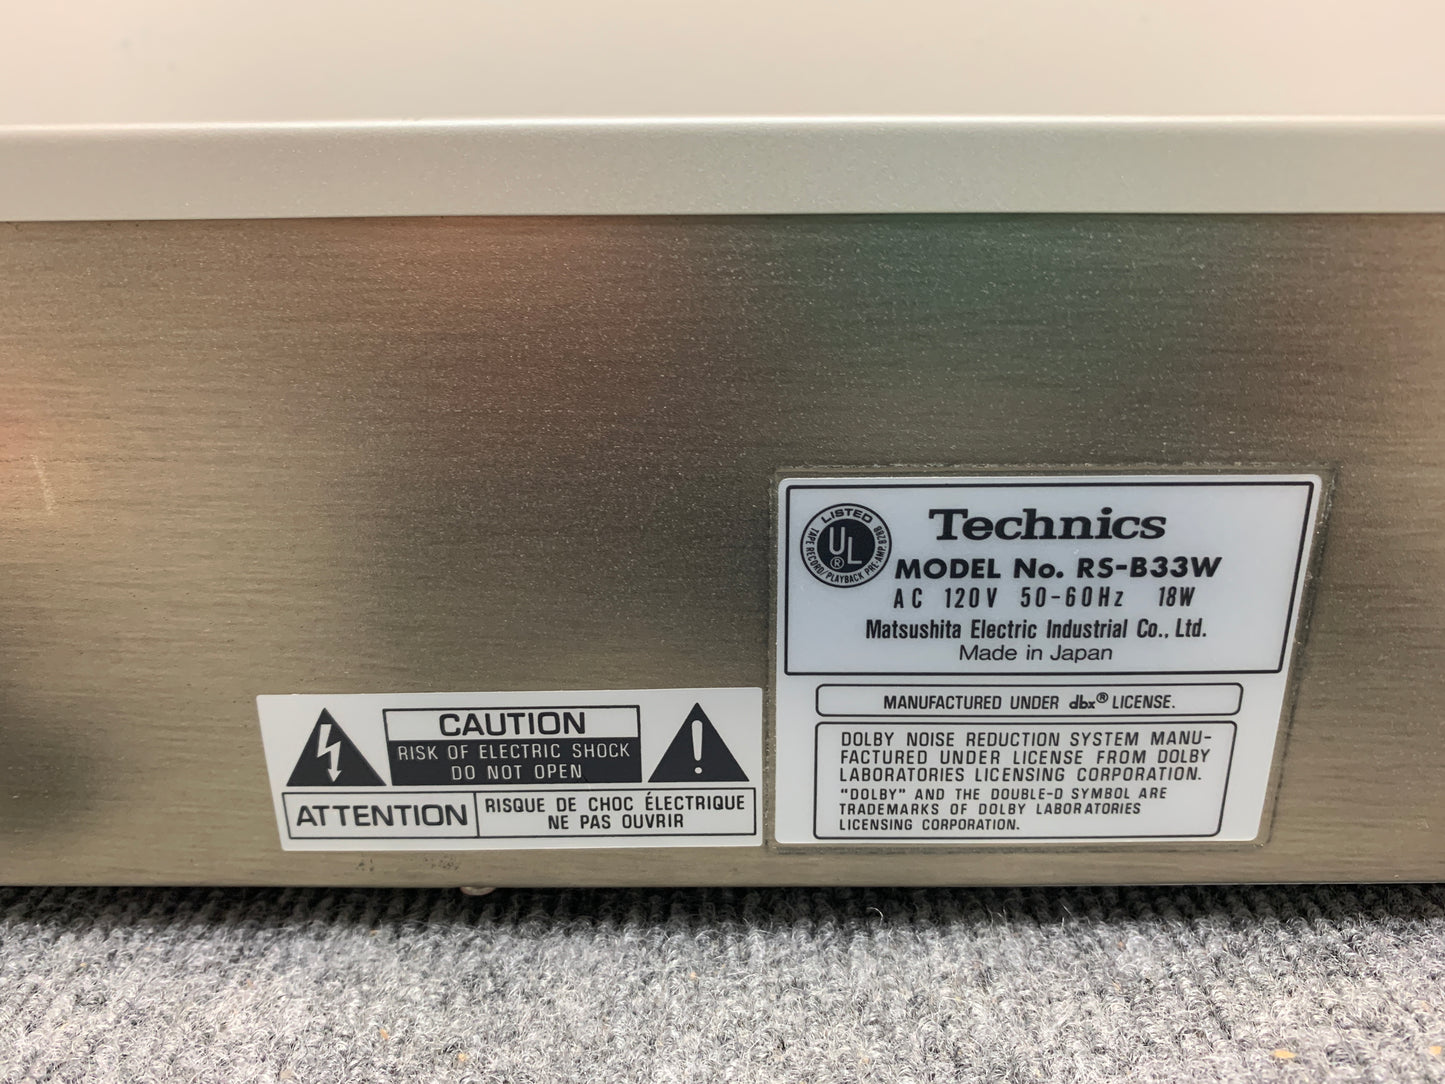 LISTED
UL
®
TAPE RECORD/PLAYBACK PRE-AMP. 828B
Technics
MODEL No. RS-B33W
AC 120V 50-60Hz 18W
Matsushita Electric Industrial Co., Ltd.
Made in Japan
MANUFACTURED UNDER dbx® LICENSE.
DOLBY NOISE REDUCTION SYSTEM MANU-
FACTURED UNDER LICENSE FROM DOLBY
LABORATORIES LICENSING CORPORATION.
"DOLBY" AND THE DOUBLE-D SYMBOL ARE
TRADEMARKS OF DOLBY LABORATORIES
LICENSING CORPORATION.
CAUTION
RISK OF ELECTRIC SHOCK
DO NOT OPEN
!
ATTENTION
RISQUE DE CHOC ÉLECTRIQUE
NE PAS OUVRIR